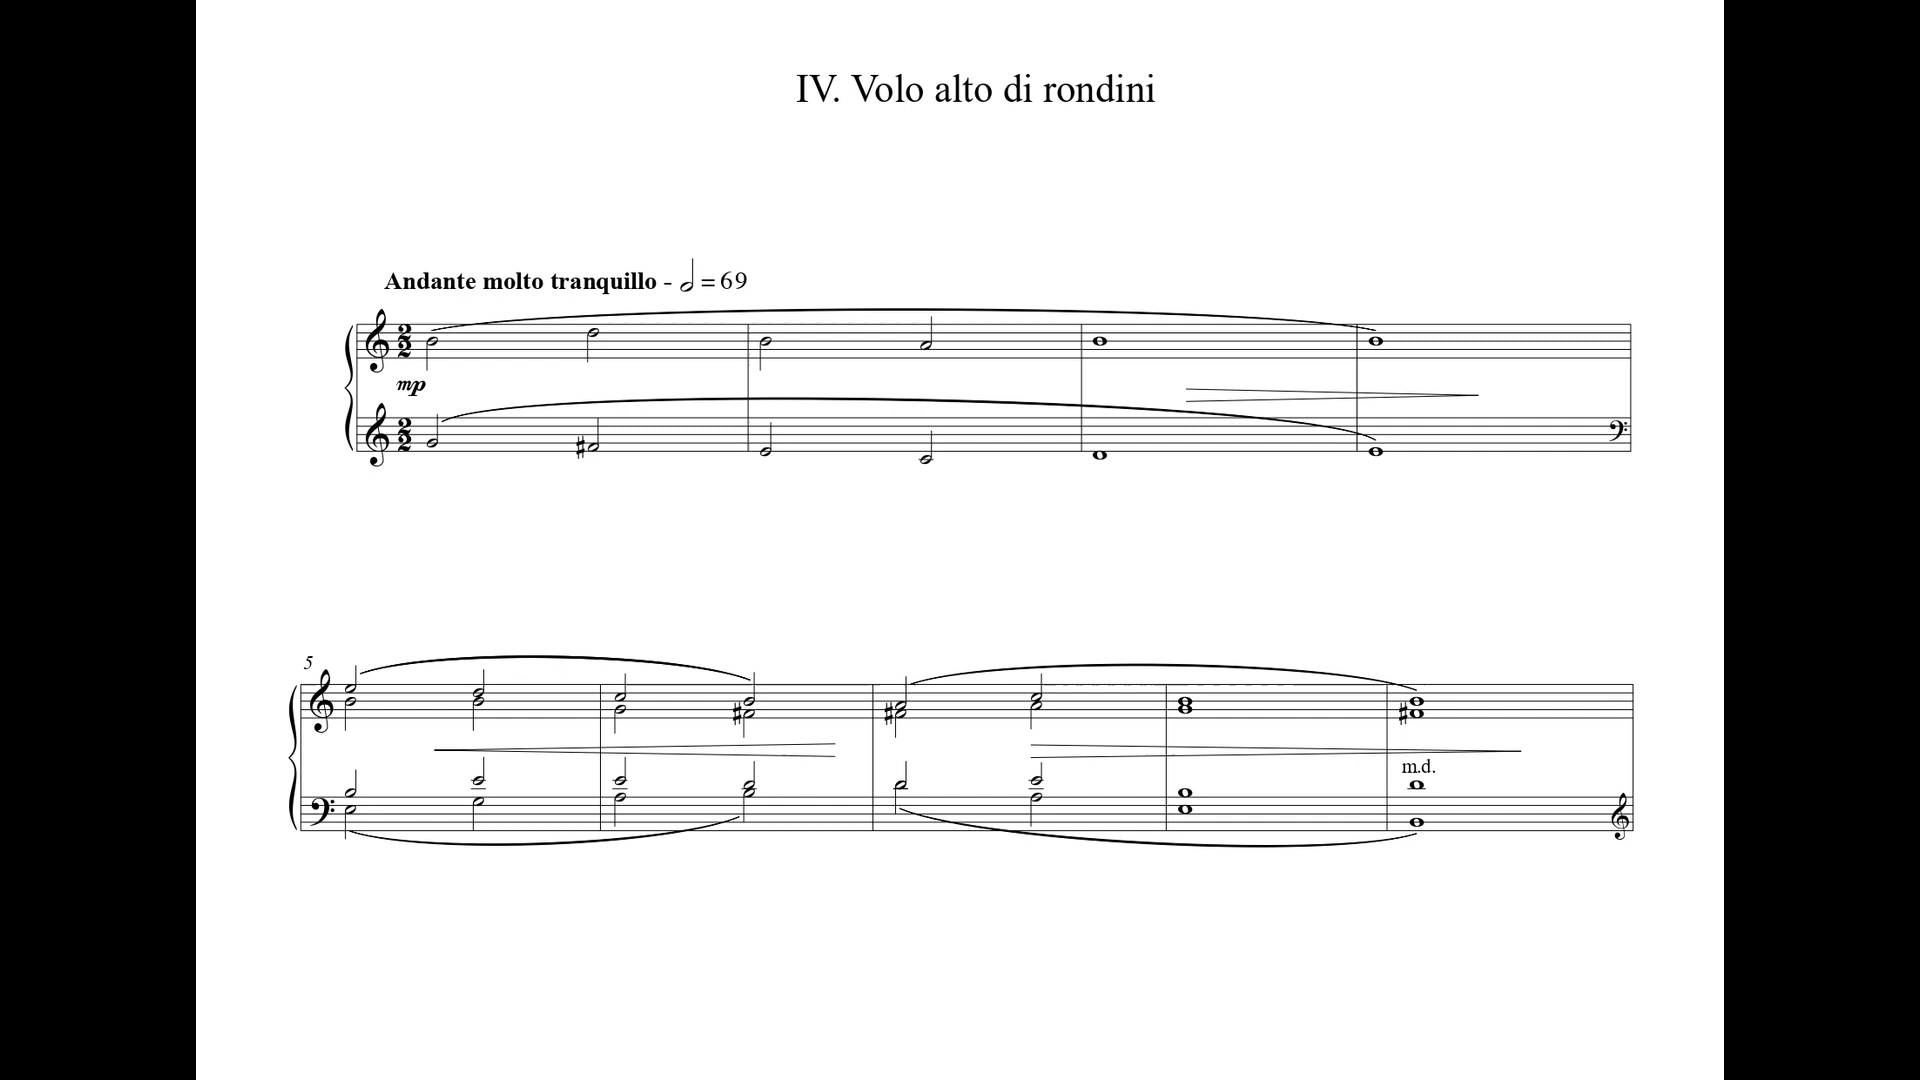 IV. Volo alto di rondini
Andante molto tranquillo - 𝅗𝅥 = 69
2
2
mp
2
2
5
m.d.